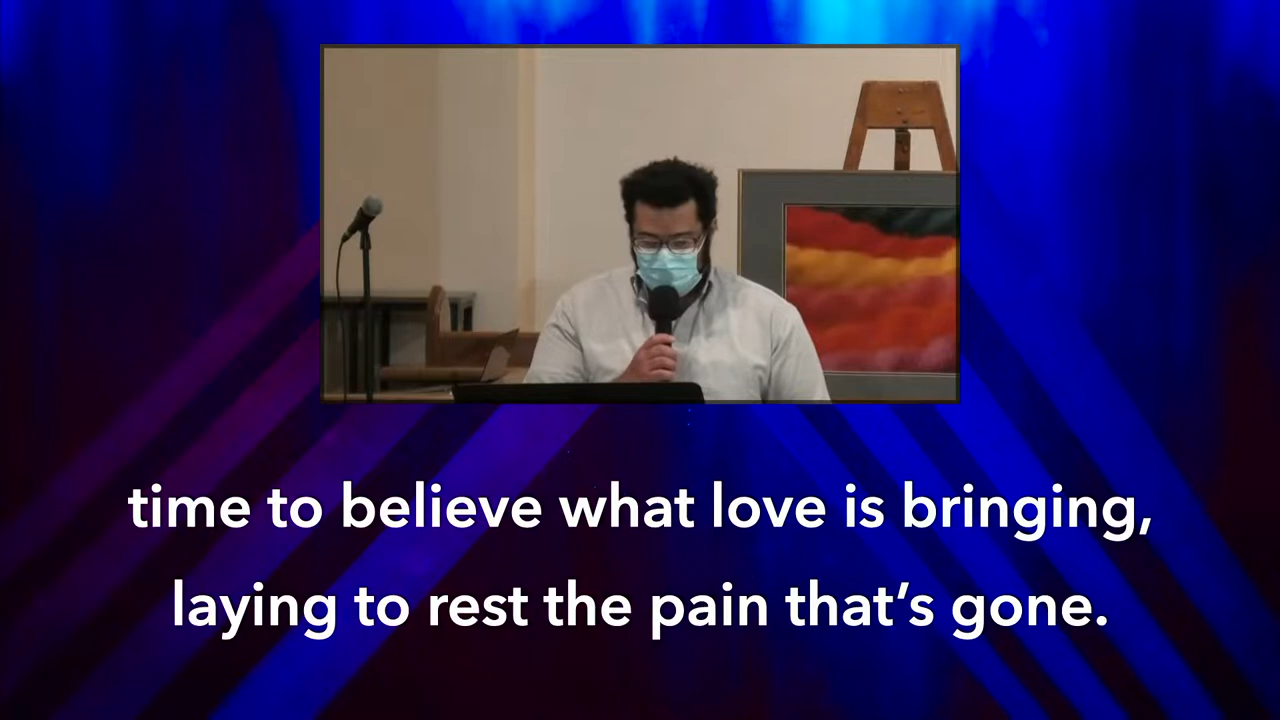 time to believe what love is bringing,
laying to rest the pain that’s gone.